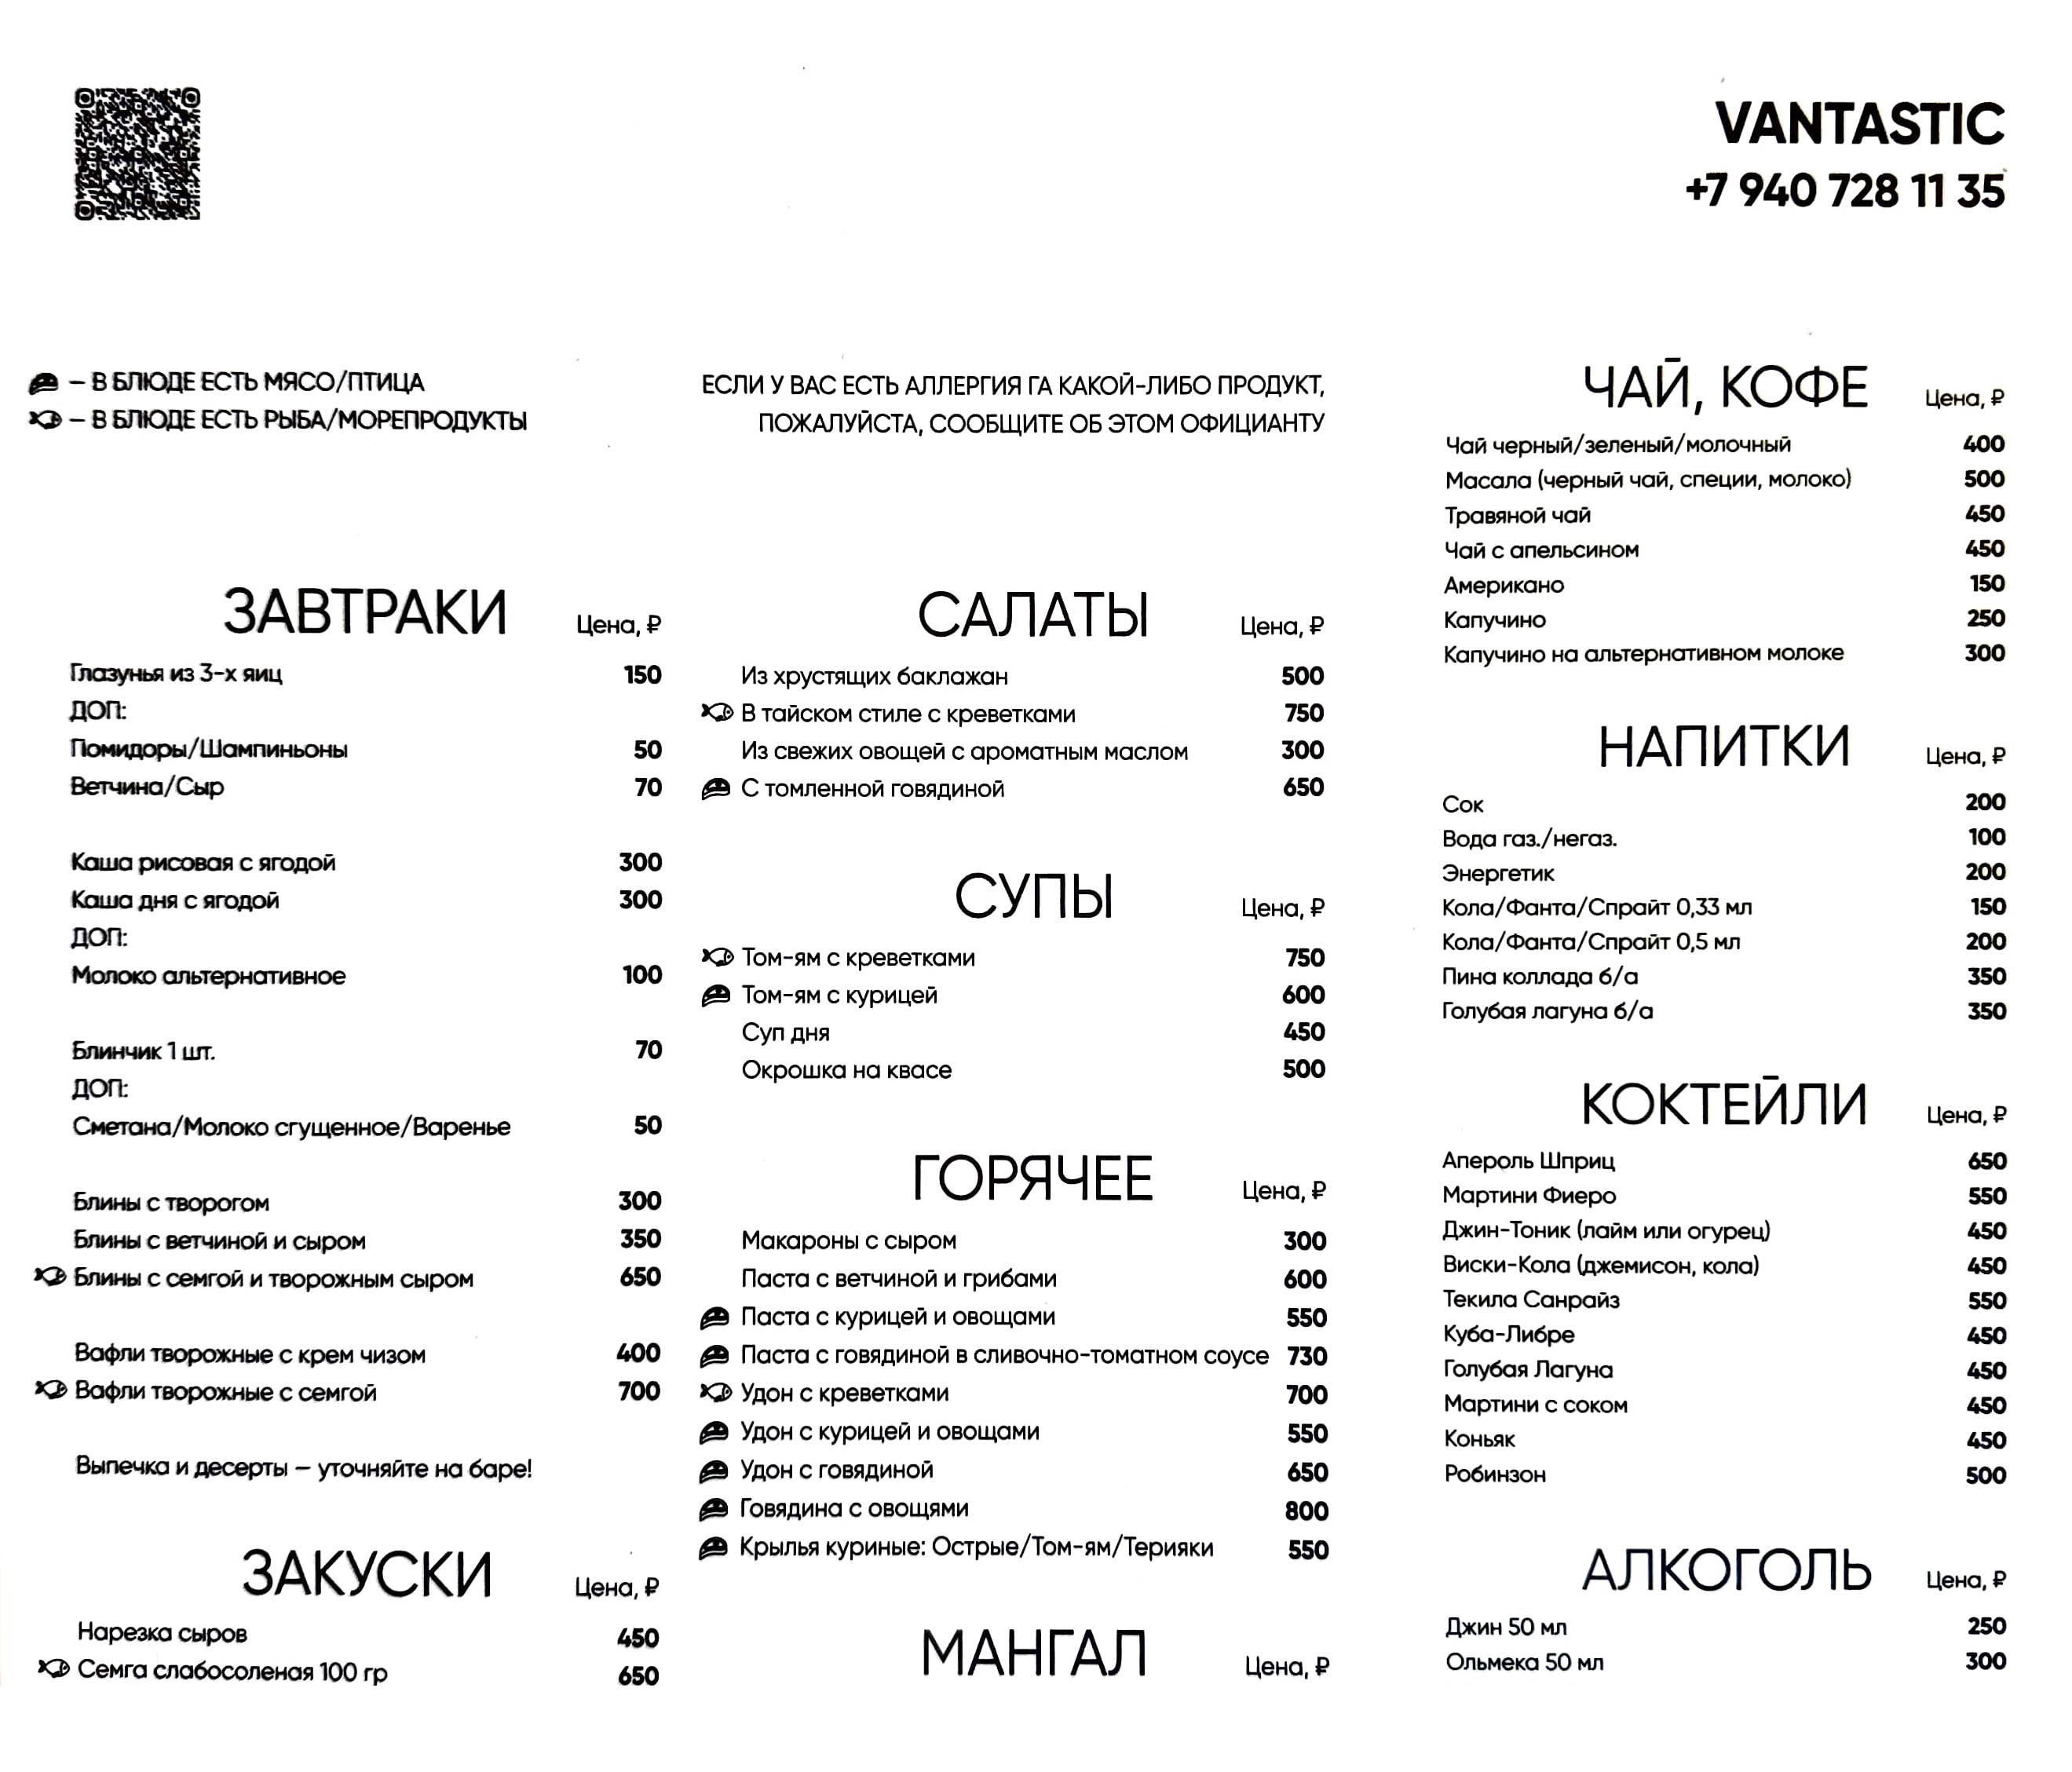 VANTASTIC
+7 940 728 11 35
– В БЛЮДЕ ЕСТЬ МЯСО/ПТИЦА
– В БЛЮДЕ ЕСТЬ РЫБА/МОРЕПРОДУКТЫ
ЕСЛИ У ВАС ЕСТЬ АЛЛЕРГИЯ ГА КАКОЙ-ЛИБО ПРОДУКТ,
ПОЖАЛУЙСТА, СООБЩИТЕ ОБ ЭТОМ ОФИЦИАНТУ
ЗАВТРАКИ Цена, ₽
Глазунья из 3-х яиц 150
ДОП:
Помидоры/Шампиньоны 50
Ветчина/Сыр 70
Каша рисовая с ягодой 300
Каша дня с ягодой 300
ДОП:
Молоко альтернативное 100
Блинчик 1 шт. 70
ДОП:
Сметана/Молоко сгущенное/Варенье 50
Блины с творогом 300
Блины с ветчиной и сыром 350
Блины с семгой и творожным сыром 650
Вафли творожные с крем чизом 400
Вафли творожные с семгой 700
Выпечка и десерты – уточняйте на баре!
ЗАКУСКИ Цена, ₽
Нарезка сыров 450
Семга слабосоленая 100 гр 650
САЛАТЫ Цена, ₽
Из хрустящих баклажан 500
В тайском стиле с креветками 750
Из свежих овощей с ароматным маслом 300
С томленной говядиной 650
СУПЫ Цена, ₽
Том-ям с креветками 750
Том-ям с курицей 600
Суп дня 450
Окрошка на квасе 500
ГОРЯЧЕЕ Цена, ₽
Макароны с сыром 300
Паста с ветчиной и грибами 600
Паста с курицей и овощами 550
Паста с говядиной в сливочно-томатном соусе 730
Удон с креветками 700
Удон с курицей и овощами 550
Удон с говядиной 650
Говядина с овощями 800
Крылья куриные: Острые/Том-ям/Терияки 550
МАНГАЛ Цена, ₽
ЧАЙ, КОФЕ Цена, ₽
Чай черный/зеленый/молочный 400
Масала (черный чай, специи, молоко) 500
Травяной чай 450
Чай с апельсином 450
Американо 150
Капучино 250
Капучино на альтернативном молоке 300
НАПИТКИ Цена, ₽
Сок 200
Вода газ./негаз. 100
Энергетик 200
Кола/Фанта/Спрайт 0,33 мл 150
Кола/Фанта/Спрайт 0,5 мл 200
Пина коллада б/а 350
Голубая лагуна б/а 350
КОКТЕЙЛИ Цена, ₽
Апероль Шприц 650
Мартини Фиеро 550
Джин-Тоник (лайм или огурец) 450
Виски-Кола (джемисон, кола) 450
Текила Санрайз 550
Куба-Либре 450
Голубая Лагуна 450
Мартини с соком 450
Коньяк 450
Робинзон 500
АЛКОГОЛЬ Цена, ₽
Джин 50 мл 250
Ольмека 50 мл 300